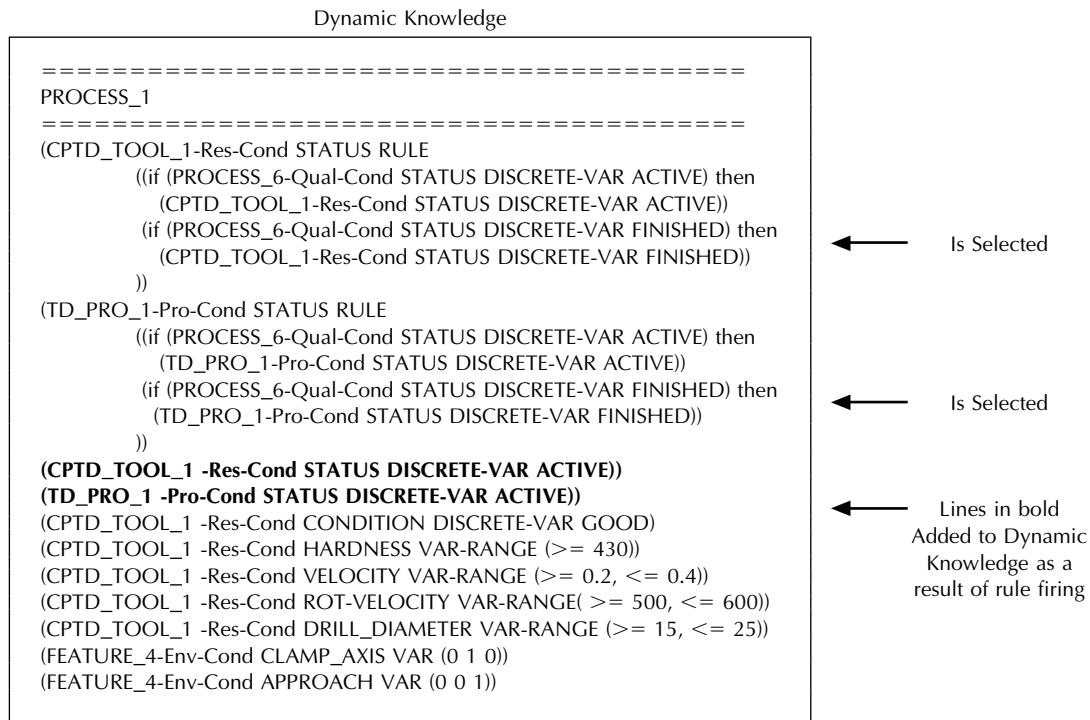 Dynamic Knowledge
========================================
PROCESS_1
========================================
(CPTD_TOOL_1-Res-Cond STATUS RULE
((if (PROCESS_6-Qual-Cond STATUS DISCRETE-VAR ACTIVE) then
(CPTD_TOOL_1-Res-Cond STATUS DISCRETE-VAR ACTIVE))
(if (PROCESS_6-Qual-Cond STATUS DISCRETE-VAR FINISHED) then
(CPTD_TOOL_1-Res-Cond STATUS DISCRETE-VAR FINISHED))
))
Is Selected
(TD_PRO_1-Pro-Cond STATUS RULE
((if (PROCESS_6-Qual-Cond STATUS DISCRETE-VAR ACTIVE) then
(TD_PRO_1-Pro-Cond STATUS DISCRETE-VAR ACTIVE))
(if (PROCESS_6-Qual-Cond STATUS DISCRETE-VAR FINISHED) then
(TD_PRO_1-Pro-Cond STATUS DISCRETE-VAR FINISHED))
))
Is Selected
(CPTD_TOOL_1 -Res-Cond STATUS DISCRETE-VAR ACTIVE))
(TD_PRO_1 -Pro-Cond STATUS DISCRETE-VAR ACTIVE))
(CPTD_TOOL_1 -Res-Cond CONDITION DISCRETE-VAR GOOD)
(CPTD_TOOL_1 -Res-Cond HARDNESS VAR-RANGE (>= 430))
(CPTD_TOOL_1 -Res-Cond VELOCITY VAR-RANGE (>= 0.2, <= 0.4))
(CPTD_TOOL_1 -Res-Cond ROT-VELOCITY VAR-RANGE( >= 500, <= 600))
(CPTD_TOOL_1 -Res-Cond DRILL_DIAMETER VAR-RANGE (>= 15, <= 25))
(FEATURE_4-Env-Cond CLAMP_AXIS VAR (0 1 0))
(FEATURE_4-Env-Cond APPROACH VAR (0 0 1))
Lines in bold
Added to Dynamic
Knowledge as a
result of rule firing